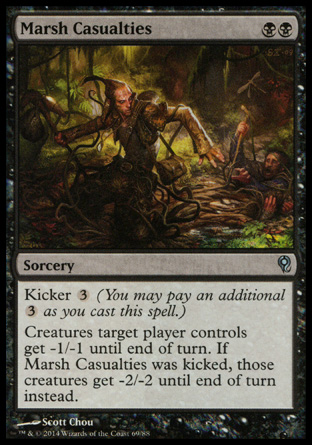 Marsh Casualties
Sorcery
Kicker 3 (You may pay an additional
3 as you cast this spell.)
Creatures target player controls
get -1/-1 until end of turn. If
Marsh Casualties was kicked, those
creatures get -2/-2 until end of turn
instead.
Scott Chou
™ & © 2014 Wizards of the Coast 69/88